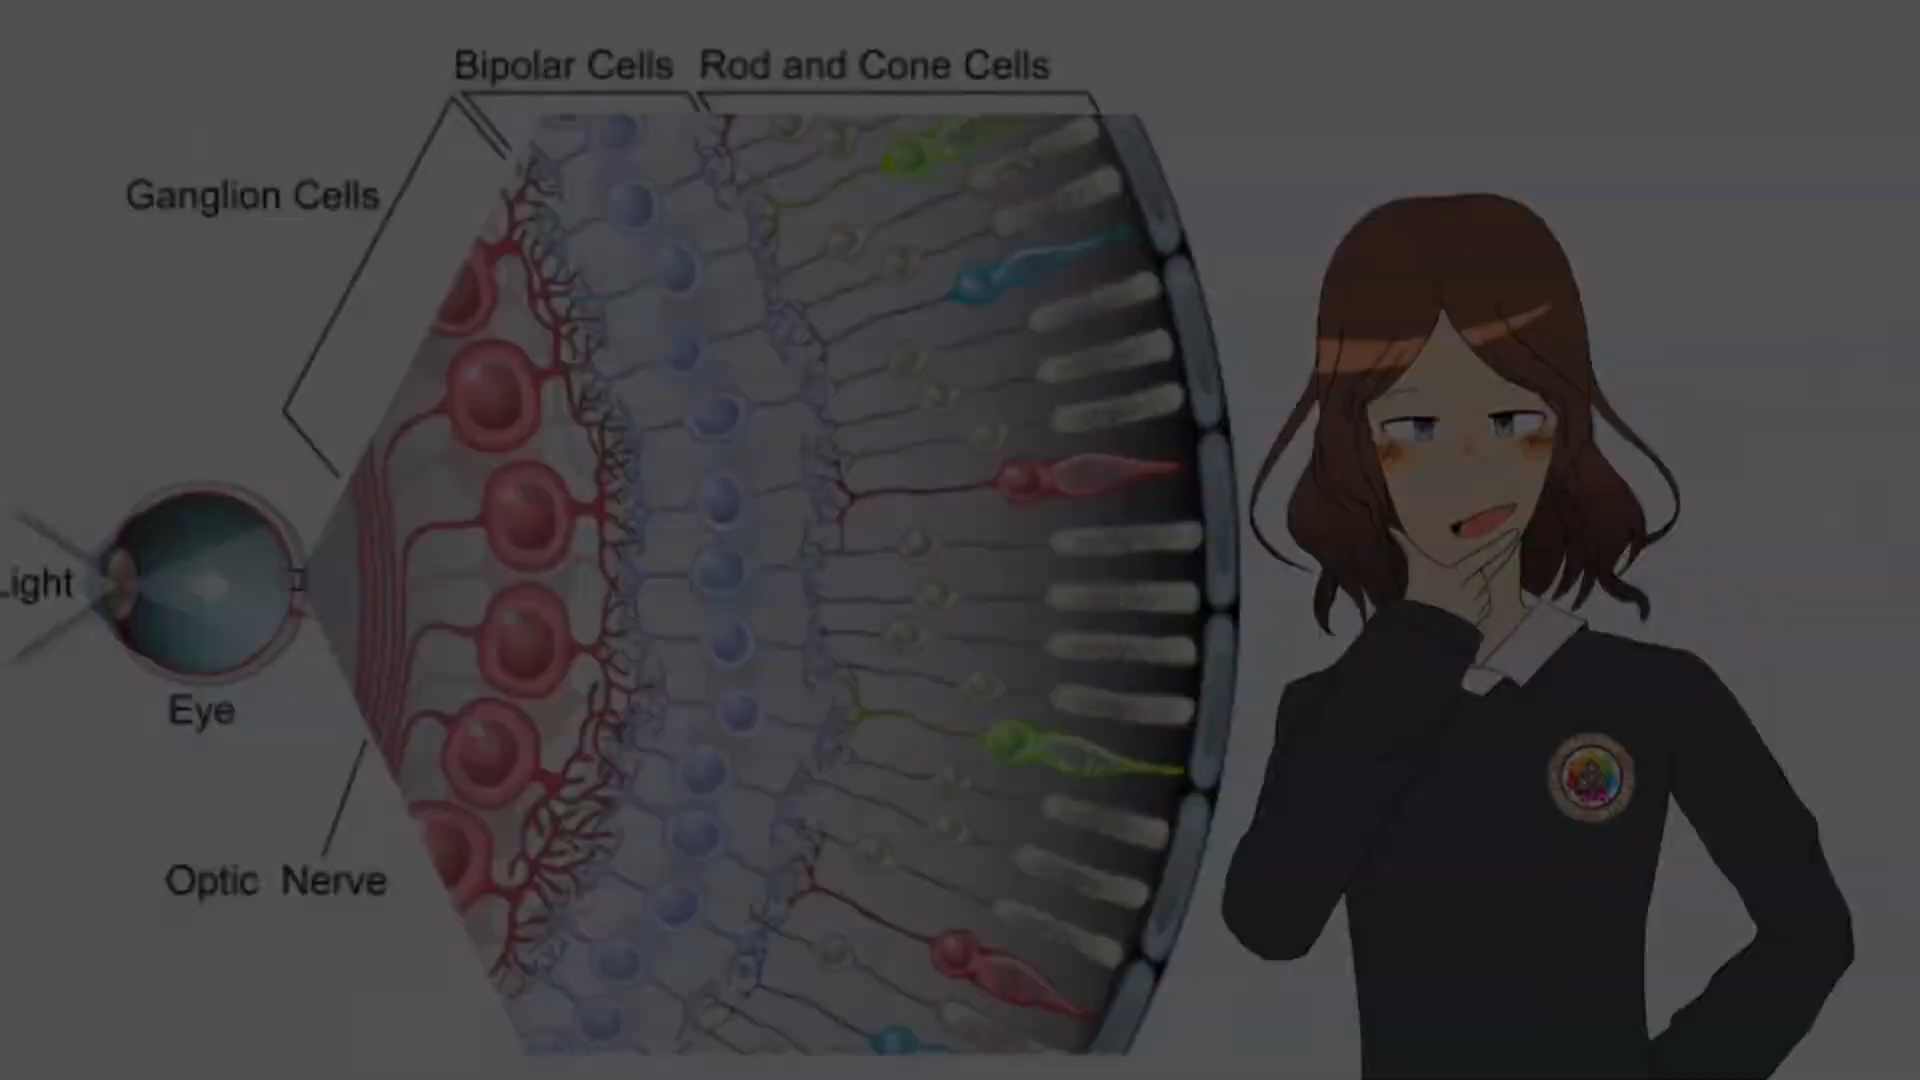 Bipolar Cells Rod and Cone Cells
Ganglion Cells
Light
Eye
Optic Nerve